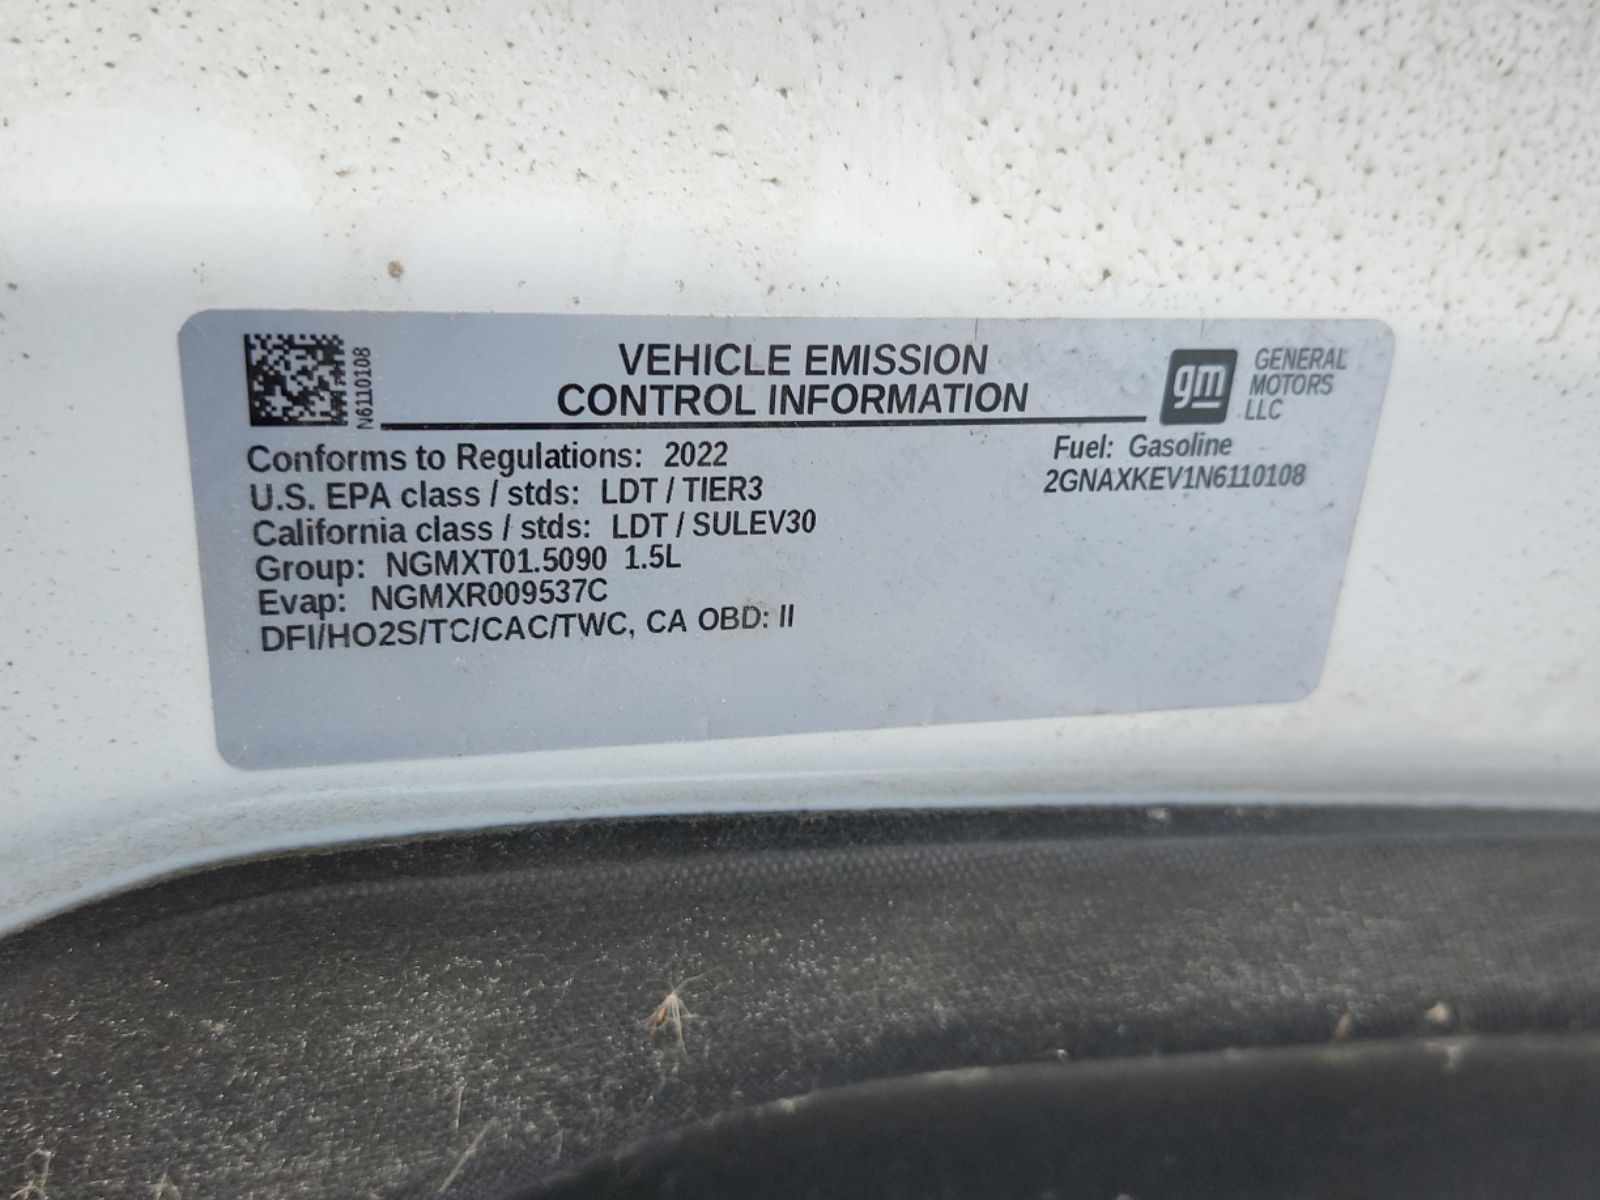 VEHICLE EMISSION
CONTROL INFORMATION
N6110108
gm
GENERAL
MOTORS
LLC
Conforms to Regulations: 2022
U.S. EPA class / stds: LDT / TIER3
California class / stds: LDT / SULEV30
Group: NGMXT01.5090 1.5L
Evap: NGMXR009537C
DFI/HO2S/TC/CAC/TWC, CA OBD: II
Fuel: Gasoline
2GNAXKEV1N6110108